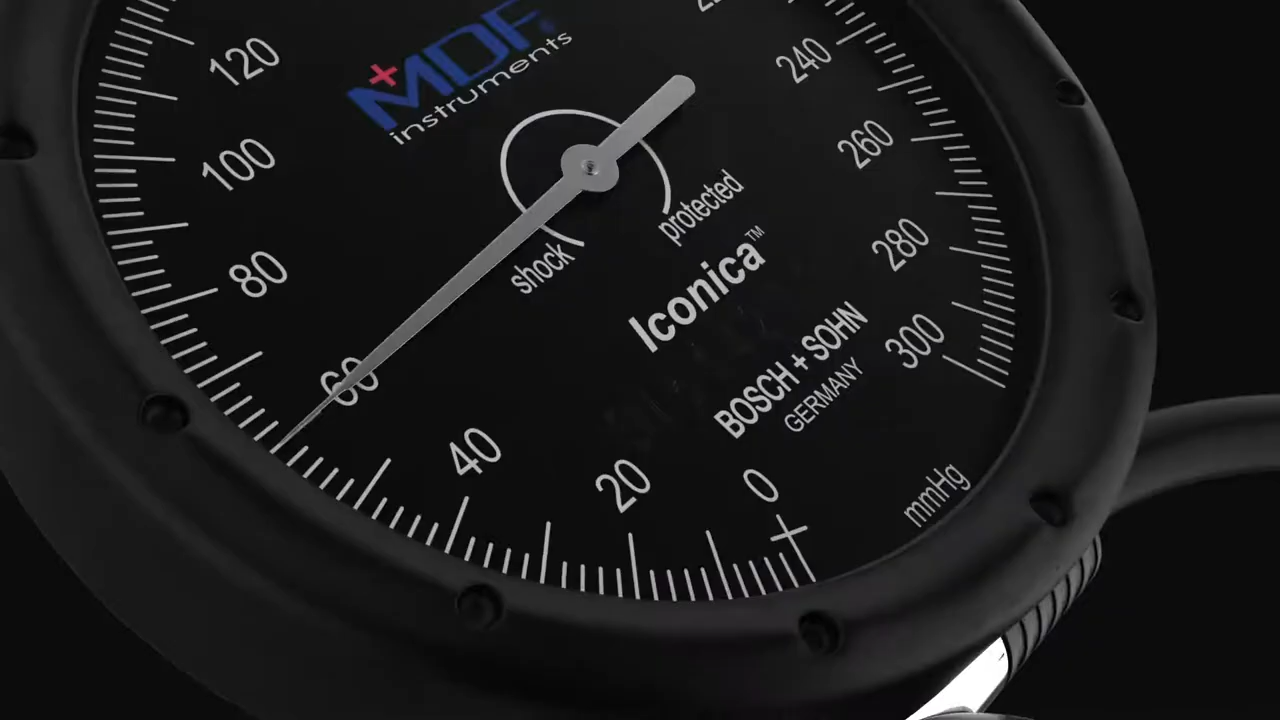 MDF
instruments
shock protected
Iconica™
BOSCH + SOHN
GERMANY
mmHg
0
20
40
60
80
100
120
240
260
280
300